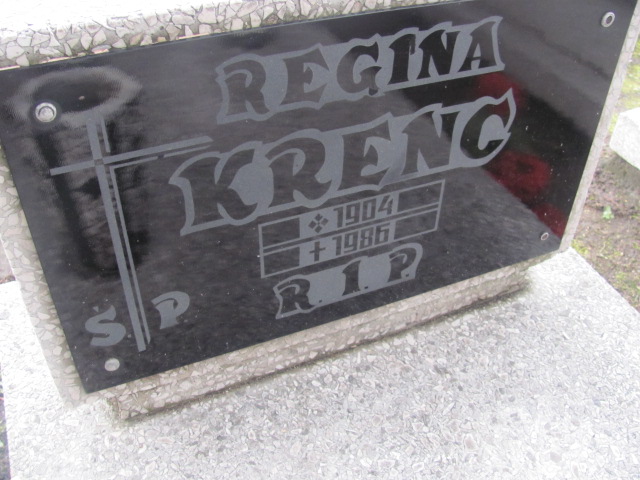 REGINA
KRENC
1904
† 1986
Ś P
R. I. P.